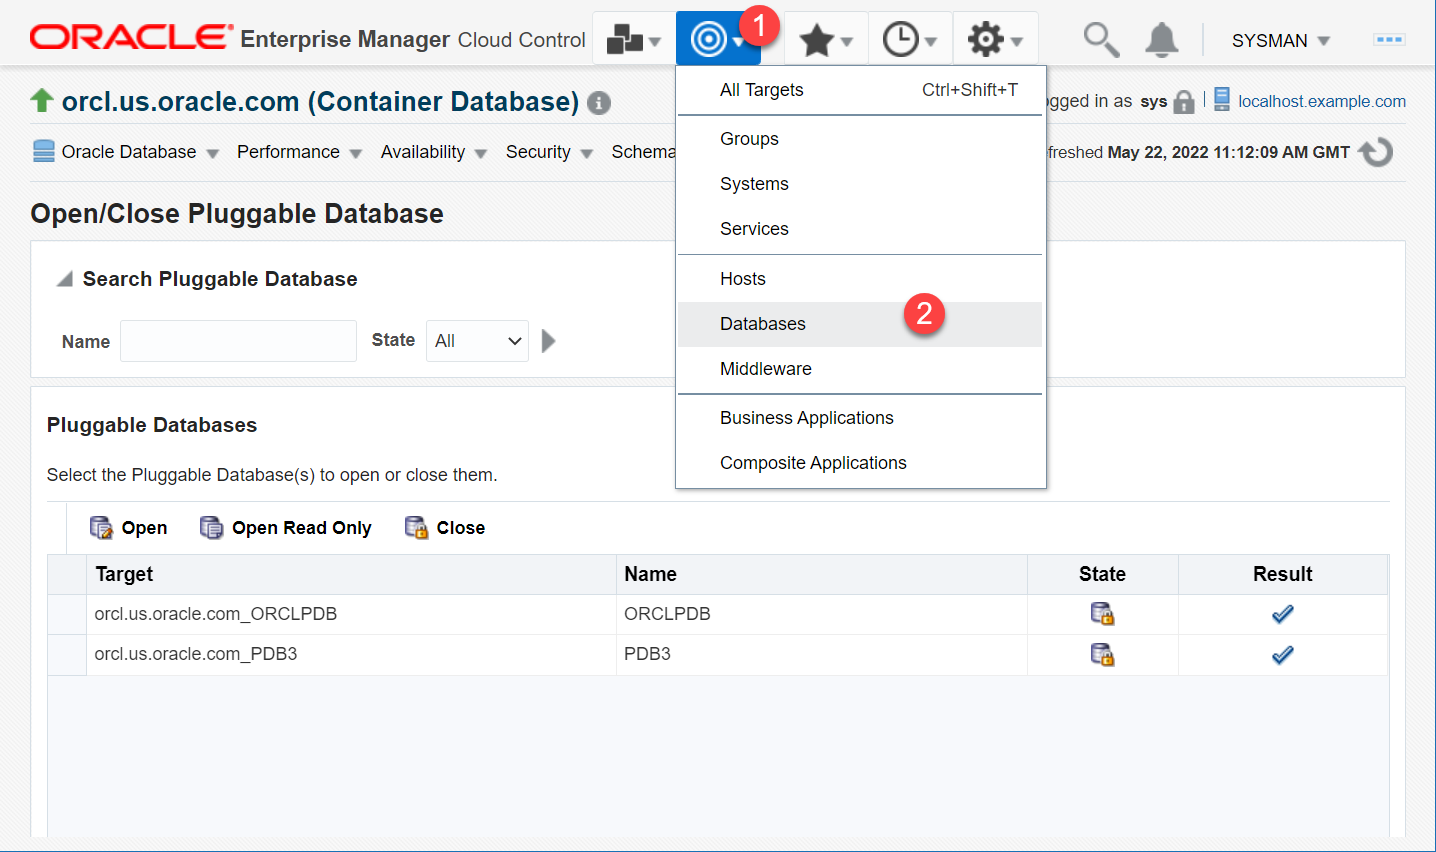 ORACLE® Enterprise Manager Cloud Control
1
SYSMAN
orcl.us.oracle.com (Container Database)
All Targets Ctrl+Shift+T
ogged in as sys
localhost.example.com
Oracle Database Performance Availability Security Schema
Groups
freshed May 22, 2022 11:12:09 AM GMT
Systems
Services
Hosts
Databases
2
Middleware
Business Applications
Composite Applications
Open/Close Pluggable Database
Search Pluggable Database
Name State All
Pluggable Databases
Select the Pluggable Database(s) to open or close them.
Open Open Read Only Close
Target Name State Result
orcl.us.oracle.com_ORCLPDB ORCLPDB
orcl.us.oracle.com_PDB3 PDB3